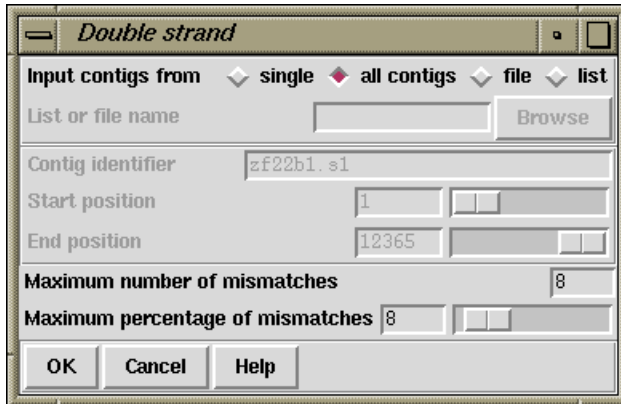 Double strand
Input contigs from single all contigs file list
List or file name Browse
Contig identifier zf22b1.s1
Start position 1
End position 12365
Maximum number of mismatches 8
Maximum percentage of mismatches 8
OK Cancel Help